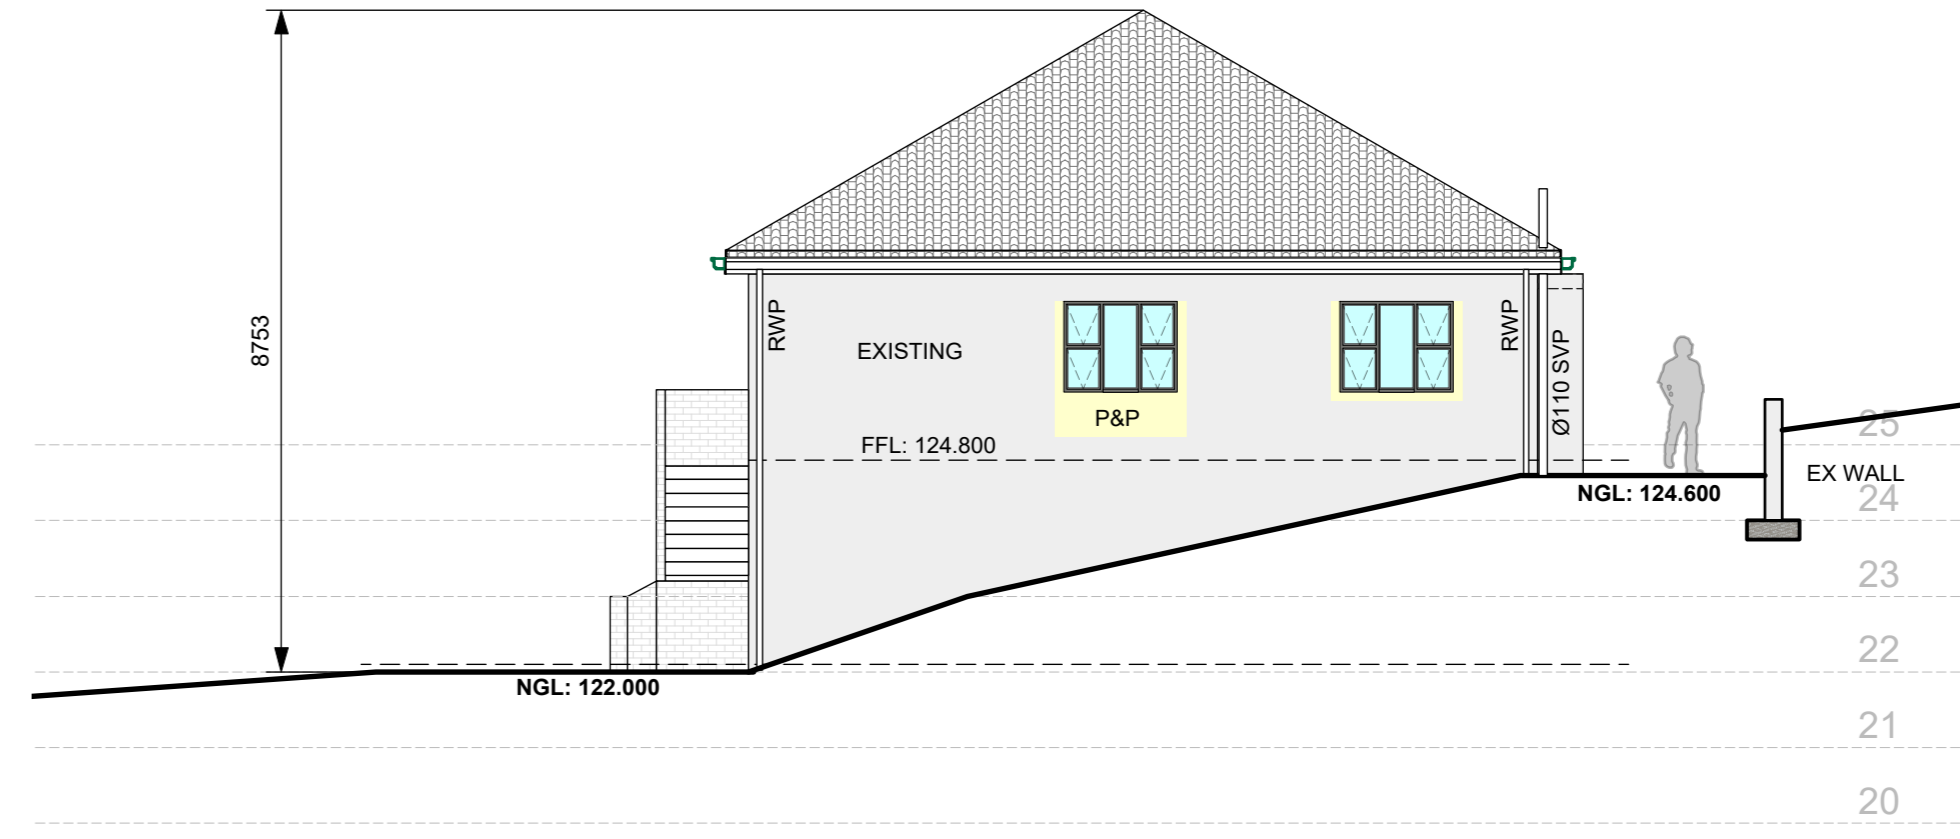 8753
RWP
EXISTING
P&P
FFL: 124.800
RWP
Ø110 SVP
25
EX WALL
NGL: 124.600
24
23
22
NGL: 122.000
21
20